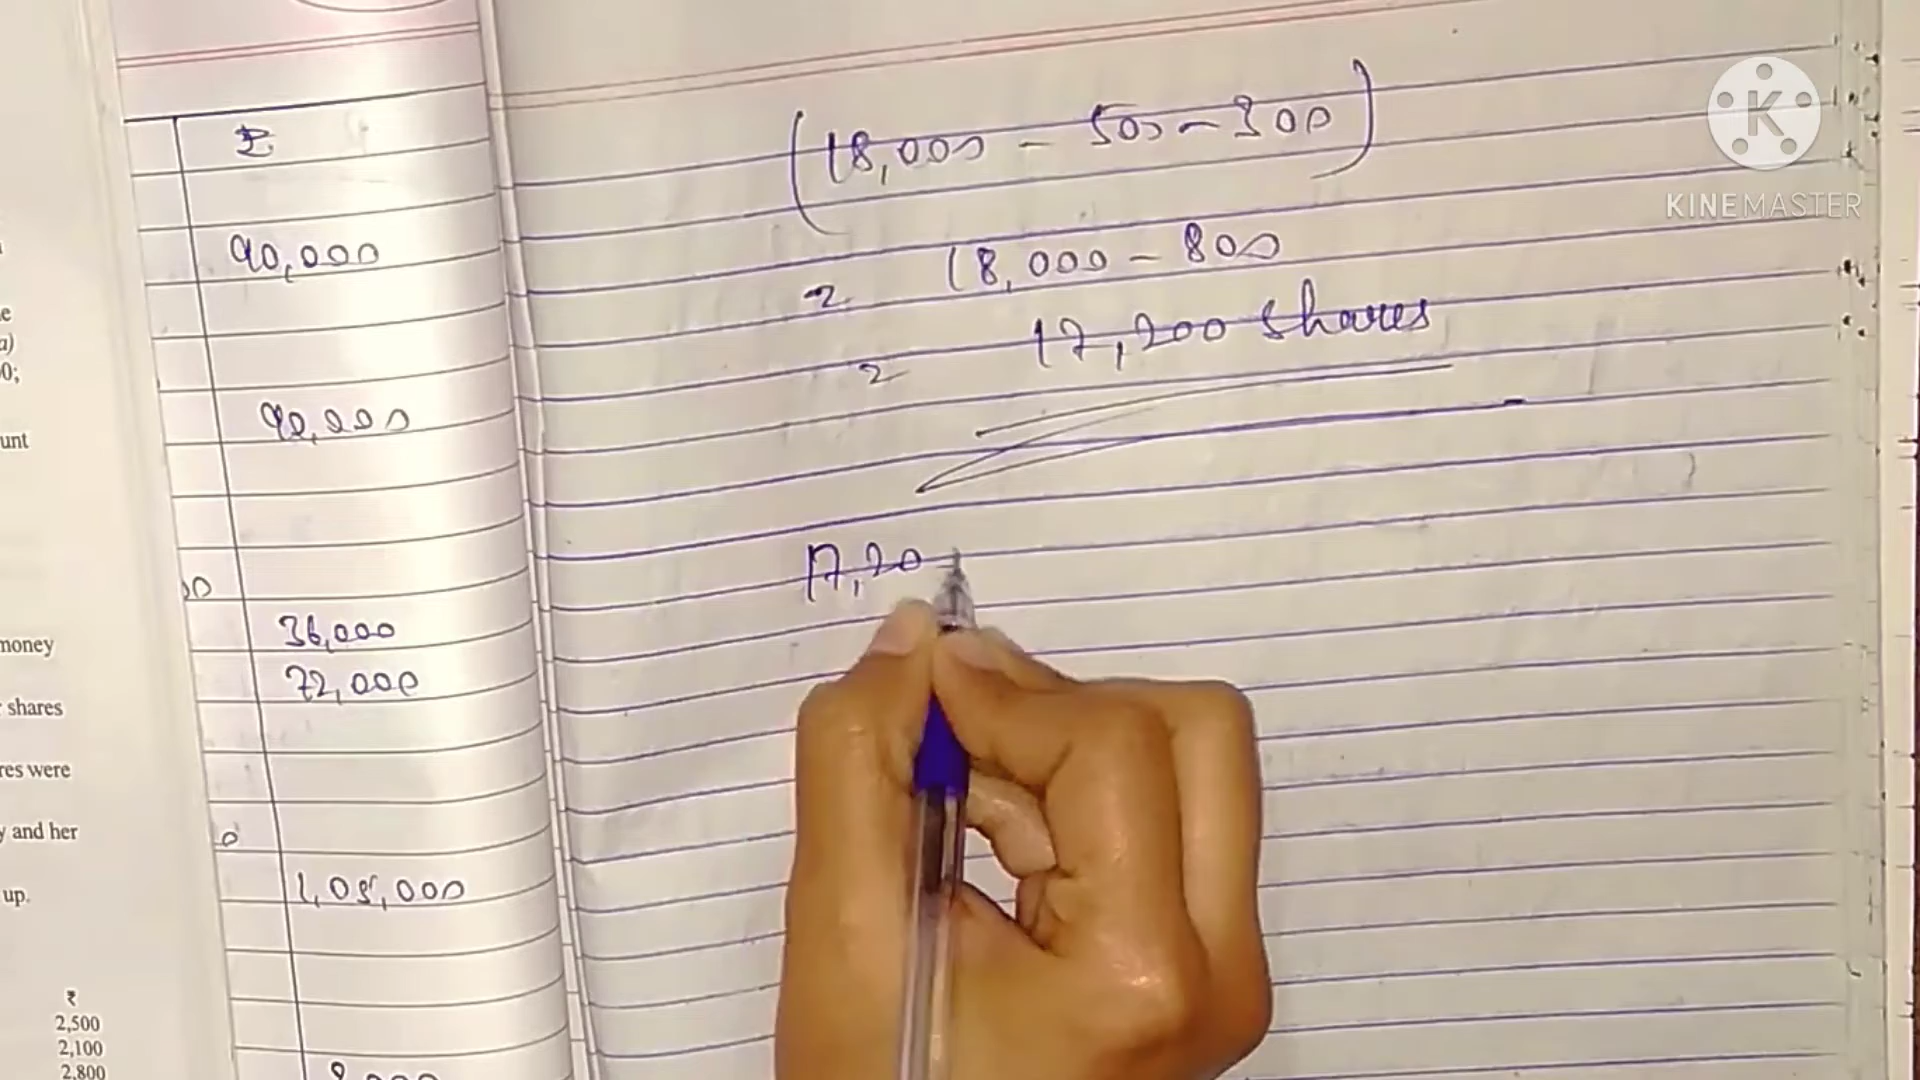 ₹
90,000
90,000
00
36,000
72,000
0
1,05,000
(18,000 - 500 - 300)
= 18,000 - 800
= 17,200 shares
17,20
KINEMASTER
e
a)
0;
unt
money
shares
res were
y and her
up.
₹
2,500
2,100
2,800